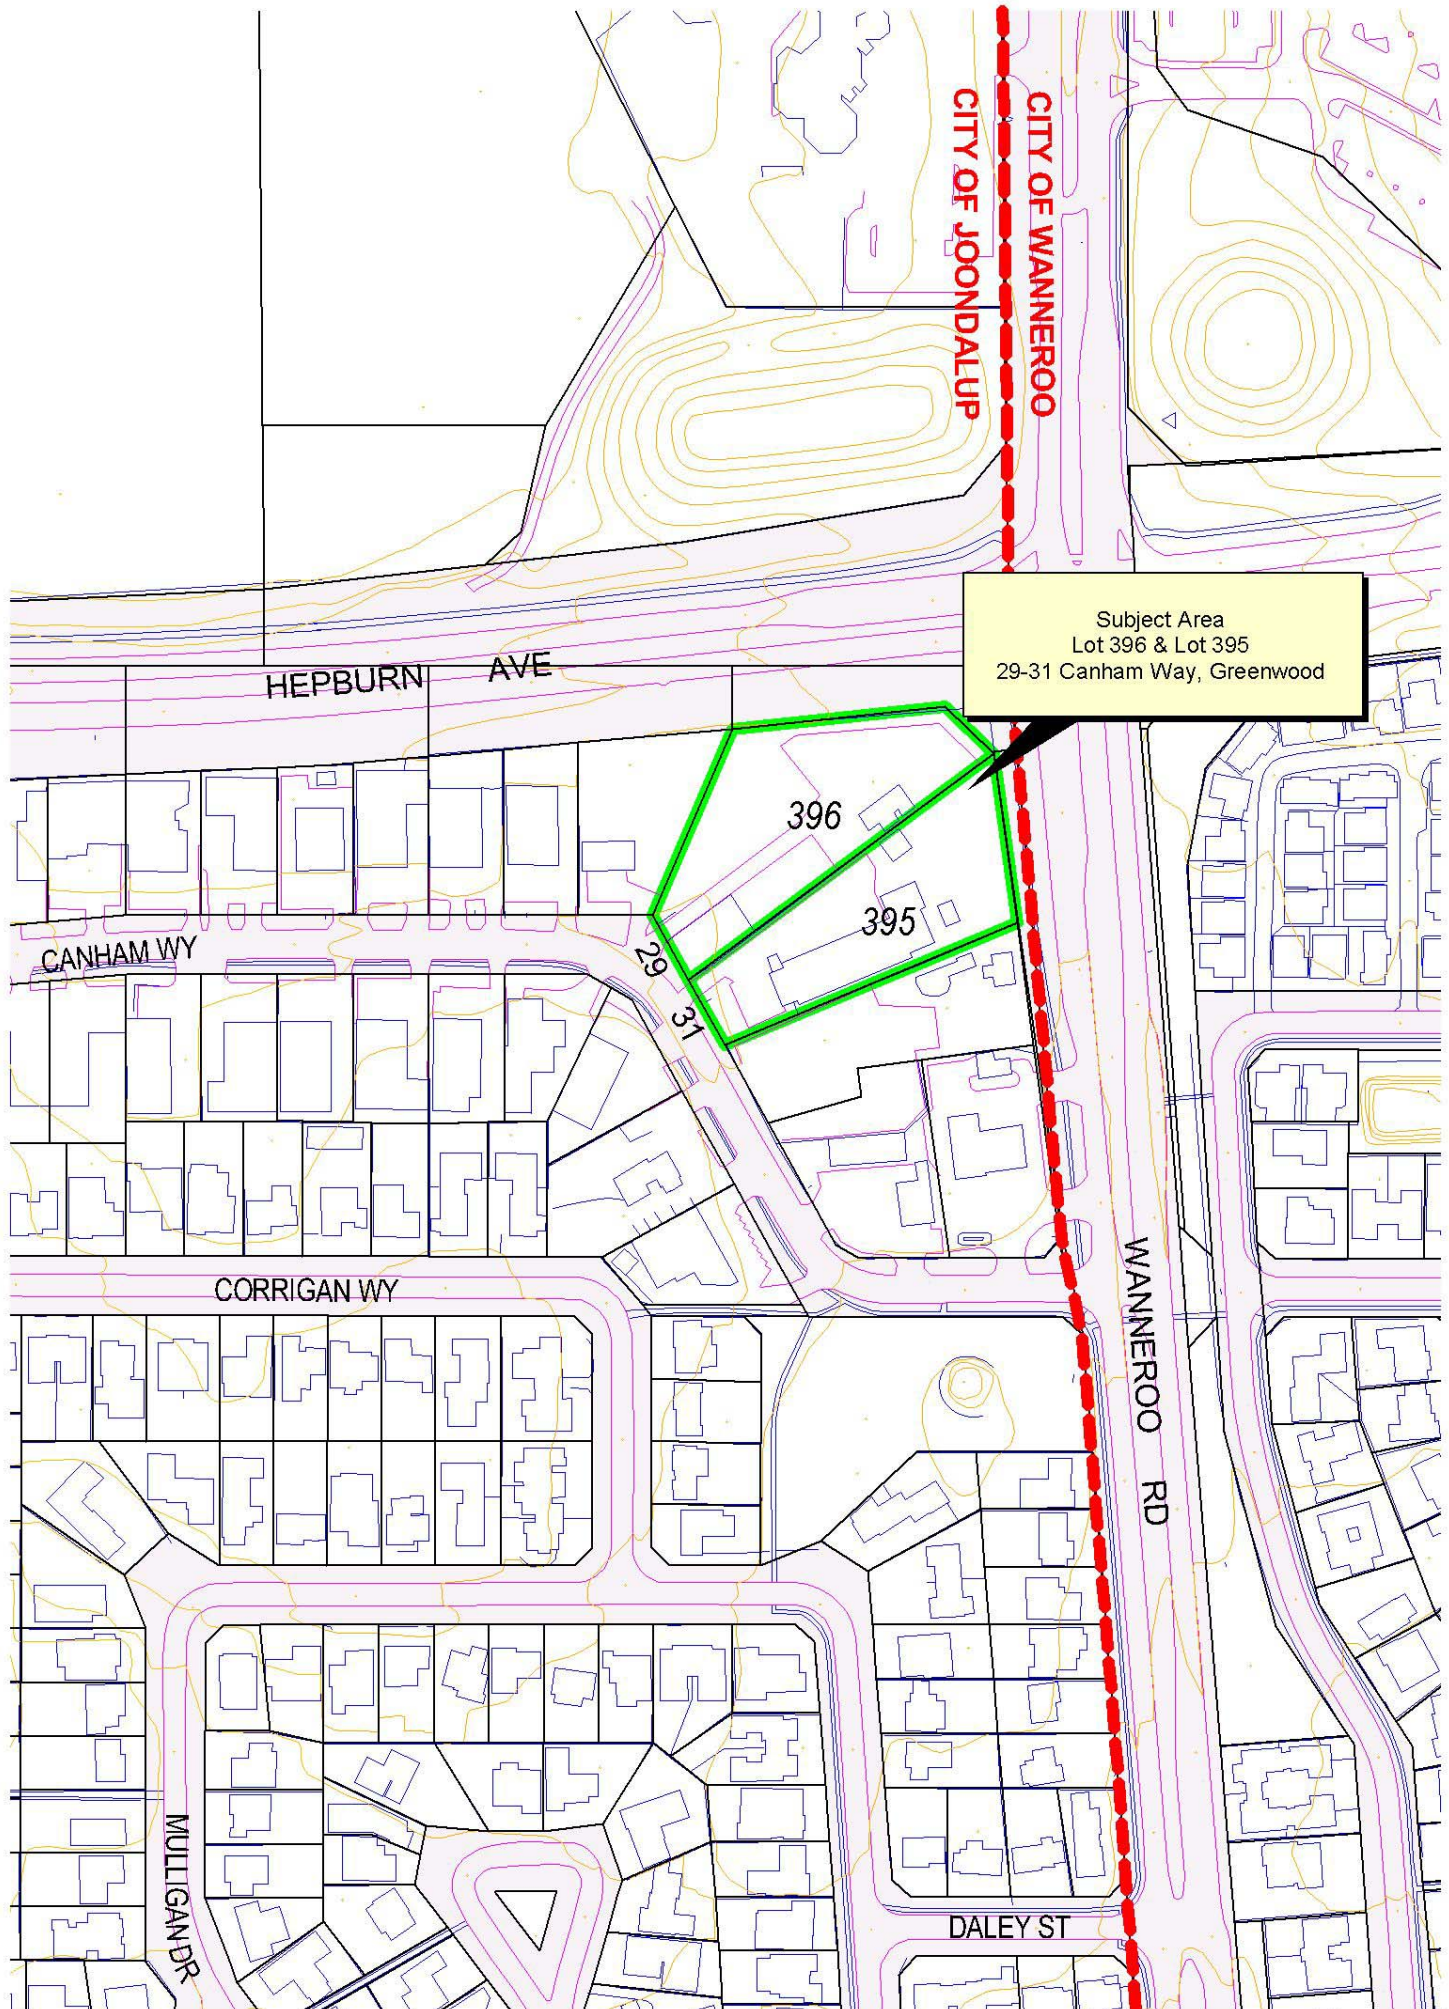 CITY OF WANNEROO
CITY OF JOONDALUP
Subject Area
Lot 396 & Lot 395
29-31 Canham Way, Greenwood
HEPBURN AVE
396
395
29
31
CANHAM WY
CORRIGAN WY
WANNEROO RD
MULLIGAN DR
DALEY ST